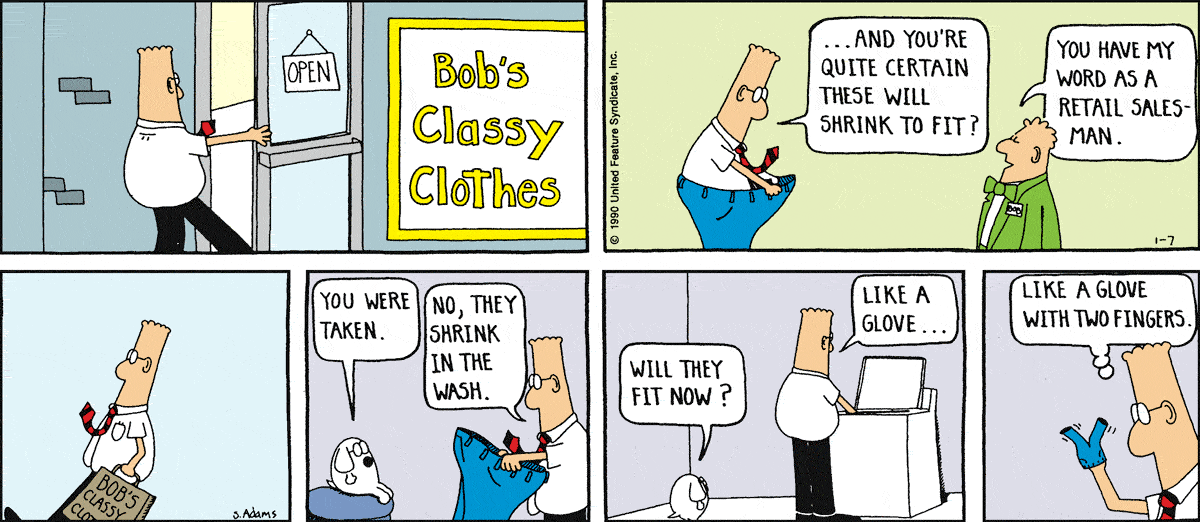 OPEN
Bob's
Classy
Clothes
© 1990 United Feature Syndicate, Inc.
...AND YOU'RE
QUITE CERTAIN
THESE WILL
SHRINK TO FIT?
YOU HAVE MY
WORD AS A
RETAIL SALES-
MAN.
BOB
1-7
BOB'S
CLASSY
CLO
S. Adams
YOU WERE
TAKEN.
NO, THEY
SHRINK
IN THE
WASH.
WILL THEY
FIT NOW?
LIKE A
GLOVE...
LIKE A GLOVE
WITH TWO FINGERS.